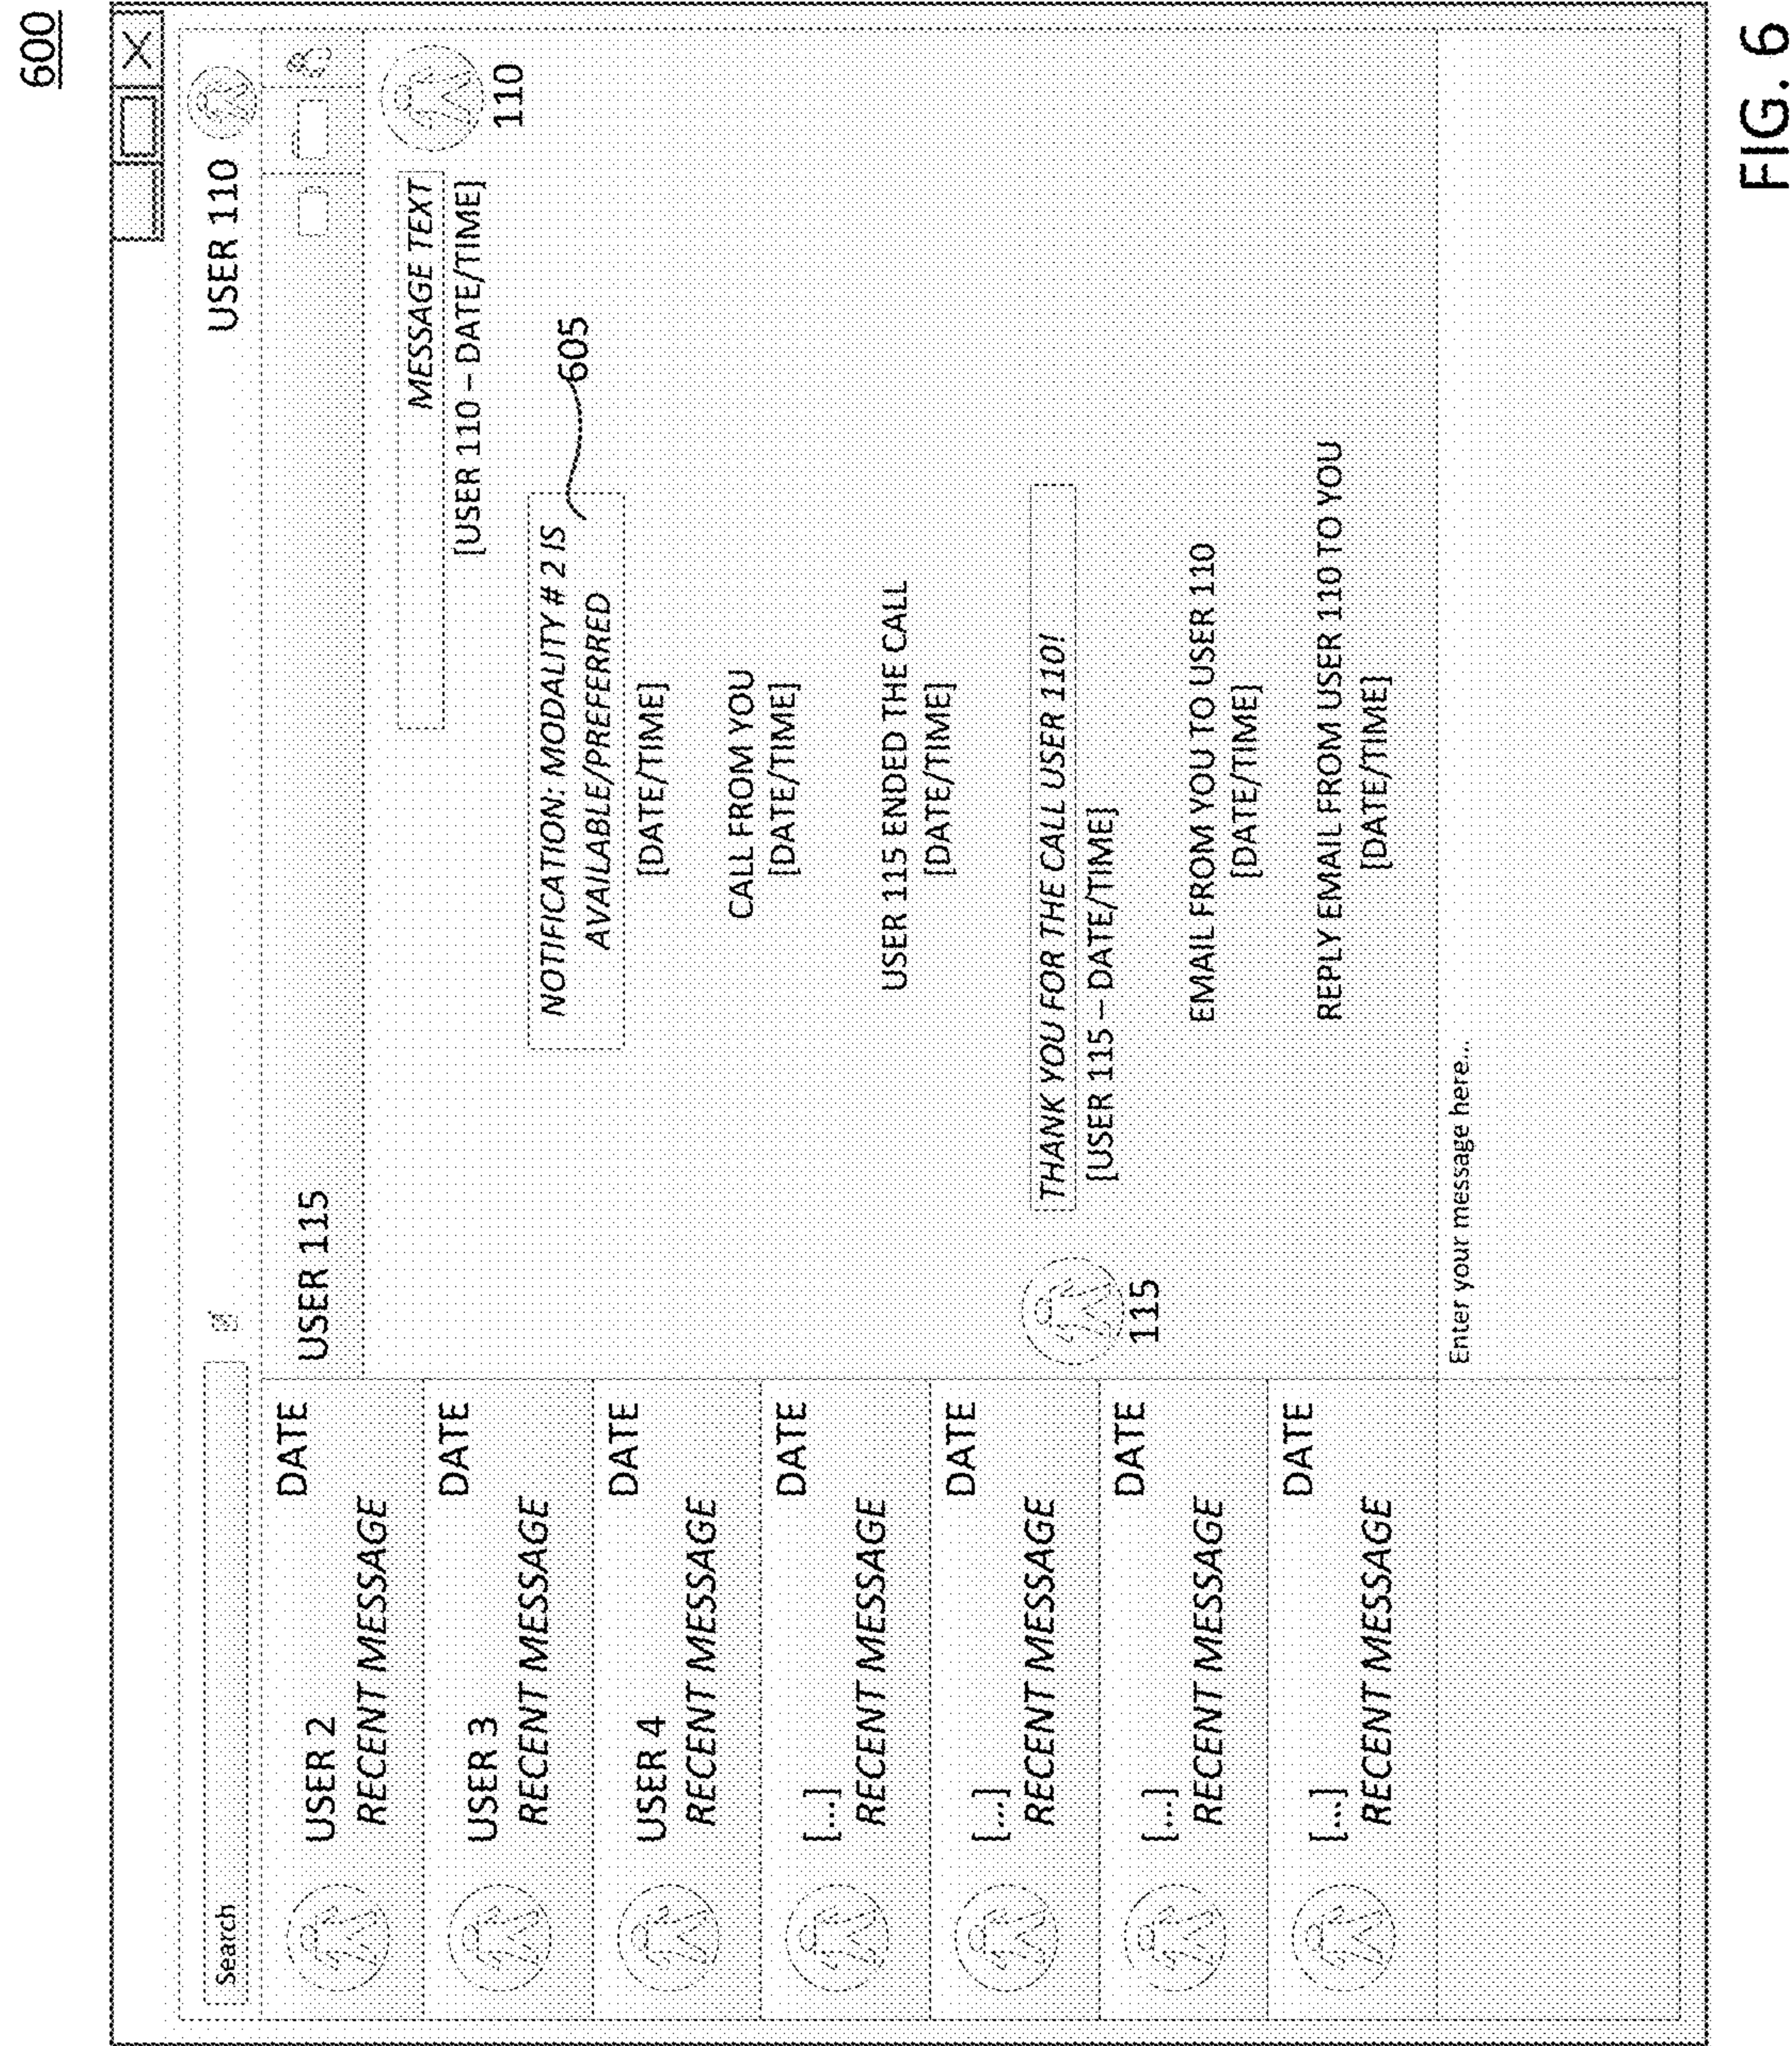 600
Search
USER 110
USER 2
DATE
RECENT MESSAGE
USER 3
DATE
RECENT MESSAGE
USER 4
DATE
RECENT MESSAGE
[...]
DATE
RECENT MESSAGE
[...]
DATE
RECENT MESSAGE
[...]
DATE
RECENT MESSAGE
[...]
DATE
RECENT MESSAGE
USER 115
MESSAGE TEXT
[USER 110 – DATE/TIME]
110
NOTIFICATION: MODALITY # 2 IS
AVAILABLE/PREFERRED
605
[DATE/TIME]
CALL FROM YOU
[DATE/TIME]
USER 115 ENDED THE CALL
[DATE/TIME]
THANK YOU FOR THE CALL USER 110!
[USER 115 – DATE/TIME]
115
EMAIL FROM YOU TO USER 110
[DATE/TIME]
REPLY EMAIL FROM USER 110 TO YOU
[DATE/TIME]
Enter your message here...
FIG. 6